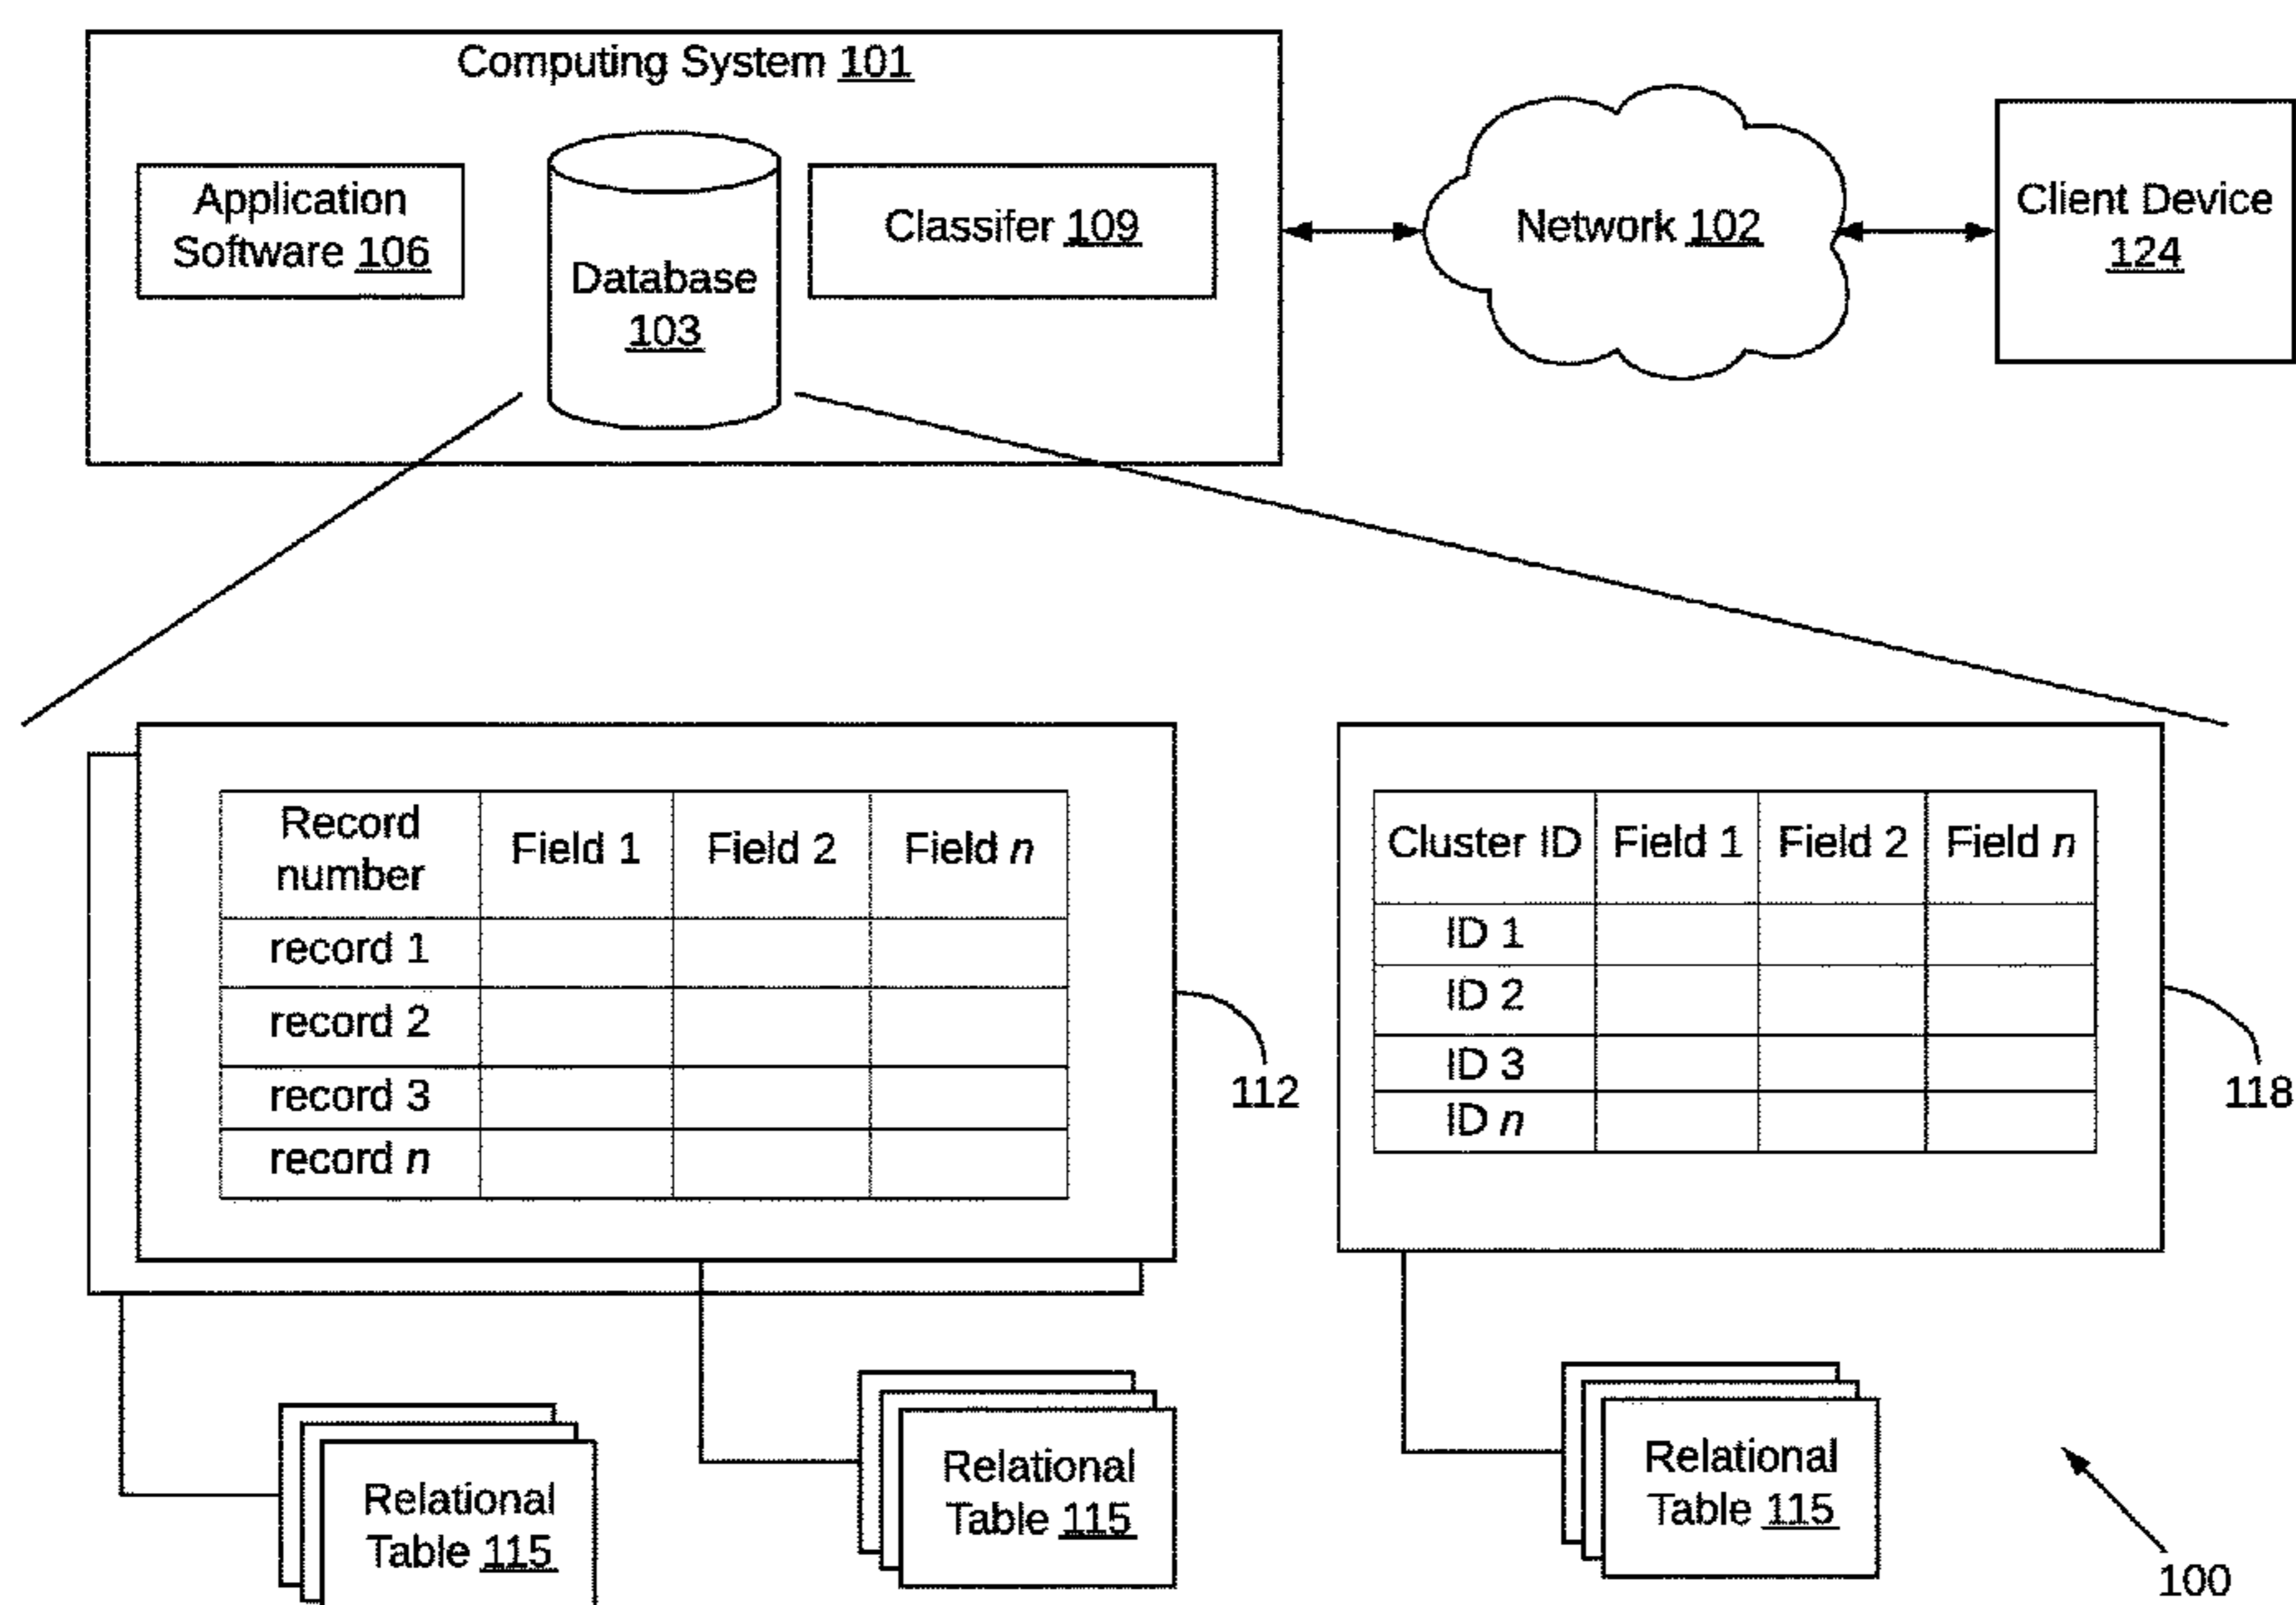 Computing System 101
Application
Software 106
Database
103
Classifer 109
Network 102
Client Device
124
Record
number
Field 1
Field 2
Field n
record 1
record 2
record 3
record n
112
Cluster ID
Field 1
Field 2
Field n
ID 1
ID 2
ID 3
ID n
118
Relational
Table 115
Relational
Table 115
Relational
Table 115
100